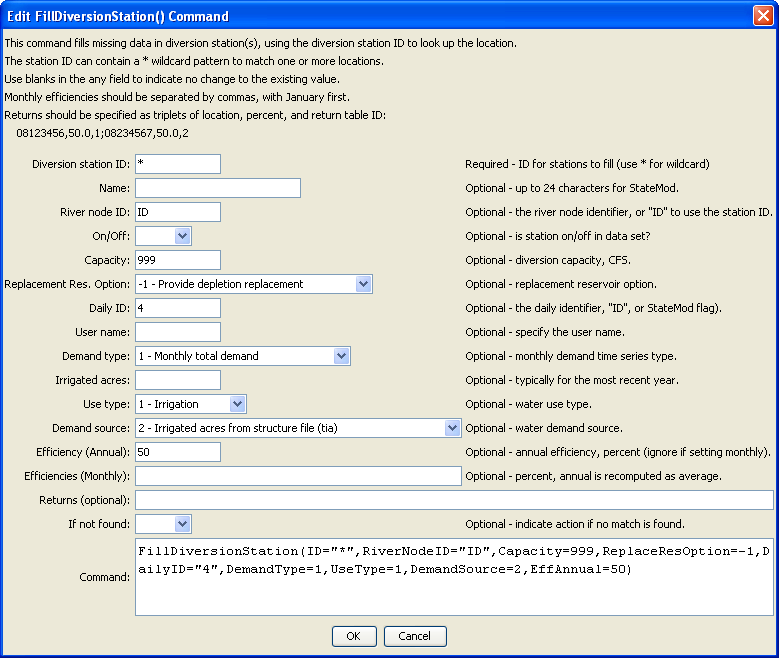 Edit FillDiversionStation() Command
This command fills missing data in diversion station(s), using the diversion station ID to look up the location.
The station ID can contain a * wildcard pattern to match one or more locations.
Use blanks in the any field to indicate no change to the existing value.
Monthly efficiencies should be separated by commas, with January first.
Returns should be specified as triplets of location, percent, and return table ID:
08123456,50.0,1;08234567,50.0,2
Diversion station ID: * Required - ID for stations to fill (use * for wildcard)
Name: Optional - up to 24 characters for StateMod.
River node ID: ID Optional - the river node identifier, or "ID" to use the station ID.
On/Off: Optional - is station on/off in data set?
Capacity: 999 Optional - diversion capacity, CFS.
Replacement Res. Option: -1 - Provide depletion replacement Optional - replacement reservoir option.
Daily ID: 4 Optional - the daily identifier, "ID", or StateMod flag).
User name: Optional - specify the user name.
Demand type: 1 - Monthly total demand Optional - monthly demand time series type.
Irrigated acres: Optional - typically for the most recent year.
Use type: 1 - Irrigation Optional - water use type.
Demand source: 2 - Irrigated acres from structure file (tia) Optional - water demand source.
Efficiency (Annual): 50 Optional - annual efficiency, percent (ignore if setting monthly).
Efficiencies (Monthly): Optional - percent, annual is recomputed as average.
Returns (optional):
If not found: Optional - indicate action if no match is found.
Command: FillDiversionStation(ID="*",RiverNodeID="ID",Capacity=999,ReplaceResOption=-1,D
ailyID="4",DemandType=1,UseType=1,DemandSource=2,EffAnnual=50)
OK Cancel